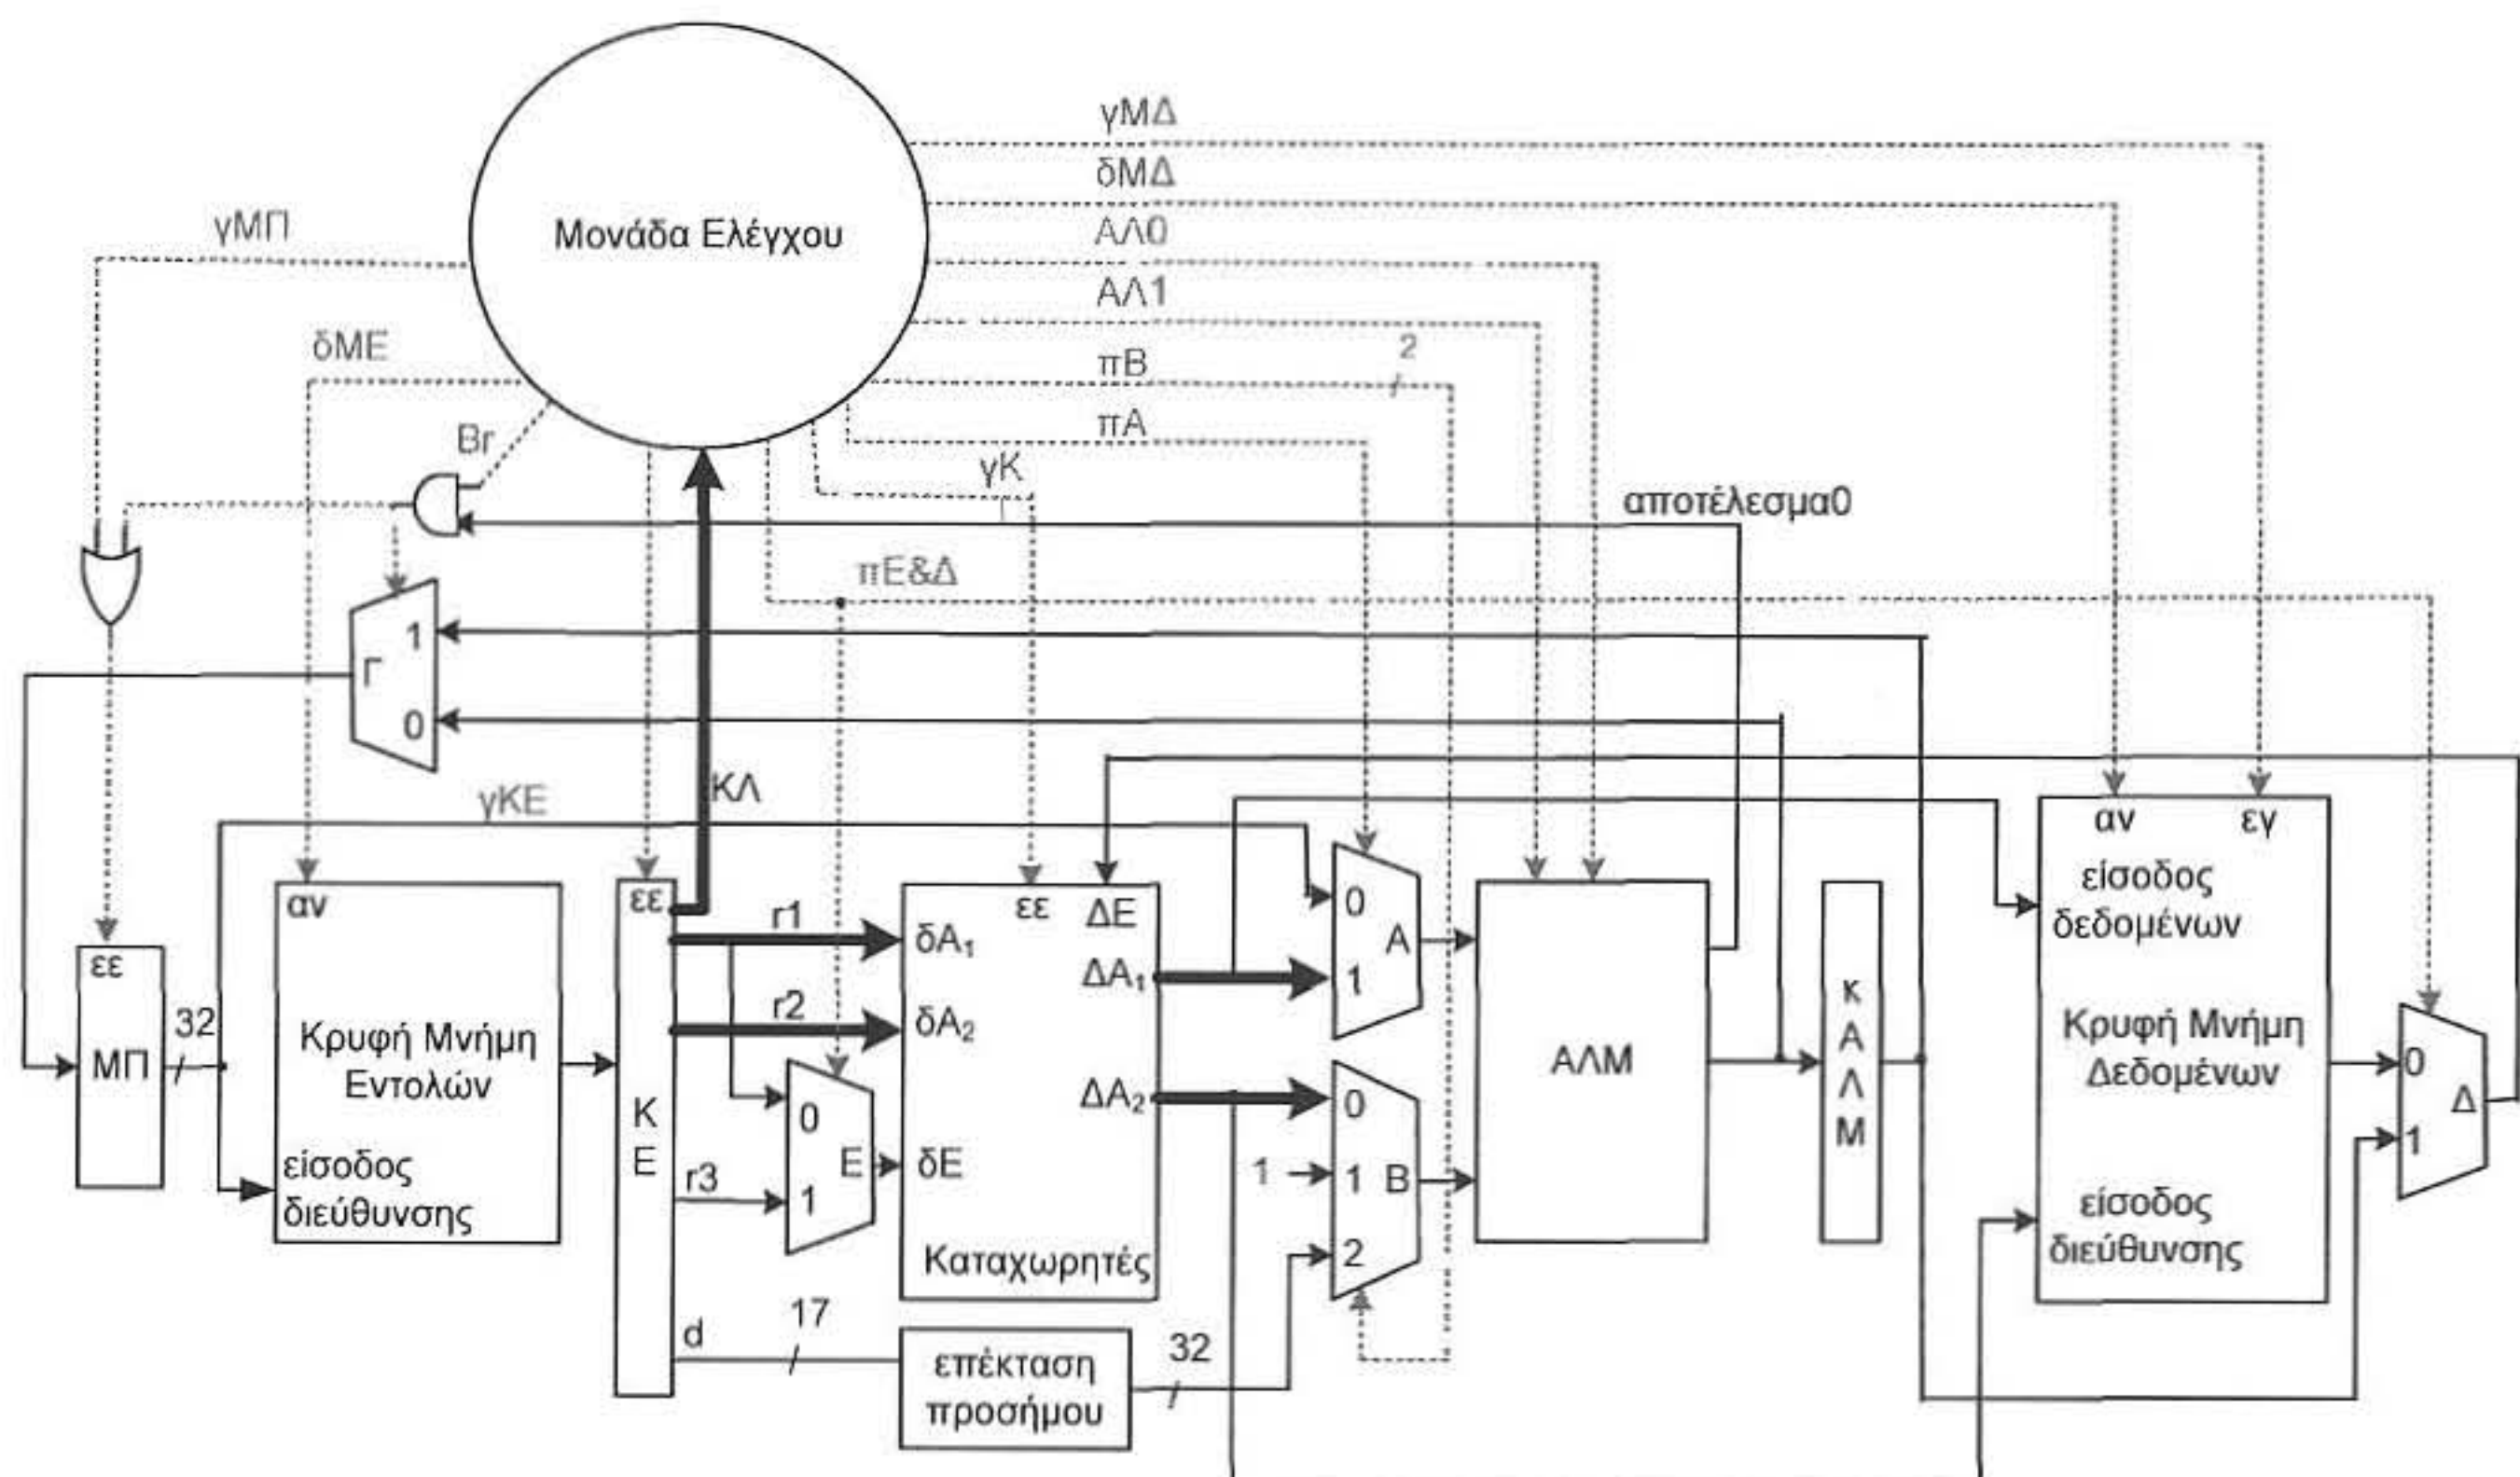 γΜΔ
δΜΔ
ΑΛ0
ΑΛ1
πΒ
2
πΑ
γΚ
γΜΠ
δΜΕ
Br
Μονάδα Ελέγχου
αποτέλεσμα0
πΕ&Δ
Γ
1
0
ΚΛ
γΚΕ
εε
ΜΠ
32
αν
Κρυφή Μνήμη
Εντολών
είσοδος
διεύθυνσης
εε
Κ
Ε
r1
r2
r3
d
17
0
1
Ε
εε
ΔΕ
δΑ1
ΔΑ1
δΑ2
ΔΑ2
δΕ
Καταχωρητές
επέκταση
προσήμου
32
0
1
Α
0
1
1
2
Β
ΑΛΜ
κ
Α
Λ
Μ
αν
εγ
είσοδος
δεδομένων
Κρυφή Μνήμη
Δεδομένων
είσοδος
διεύθυνσης
0
1
Δ